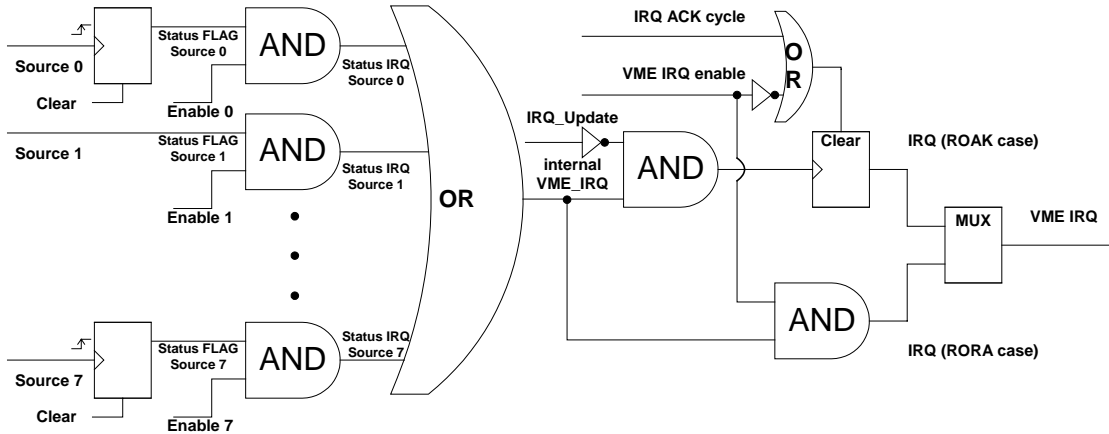 Source 0
Clear
Status FLAG
Source 0
AND
Enable 0
Status IRQ
Source 0
Source 1
Status FLAG
Source 1
AND
Enable 1
Status IRQ
Source 1
Source 7
Clear
Status FLAG
Source 7
AND
Enable 7
Status IRQ
Source 7
OR
IRQ ACK cycle
VME IRQ enable
O
R
IRQ_Update
internal
VME_IRQ
AND
Clear
IRQ (ROAK case)
MUX
VME IRQ
AND
IRQ (RORA case)